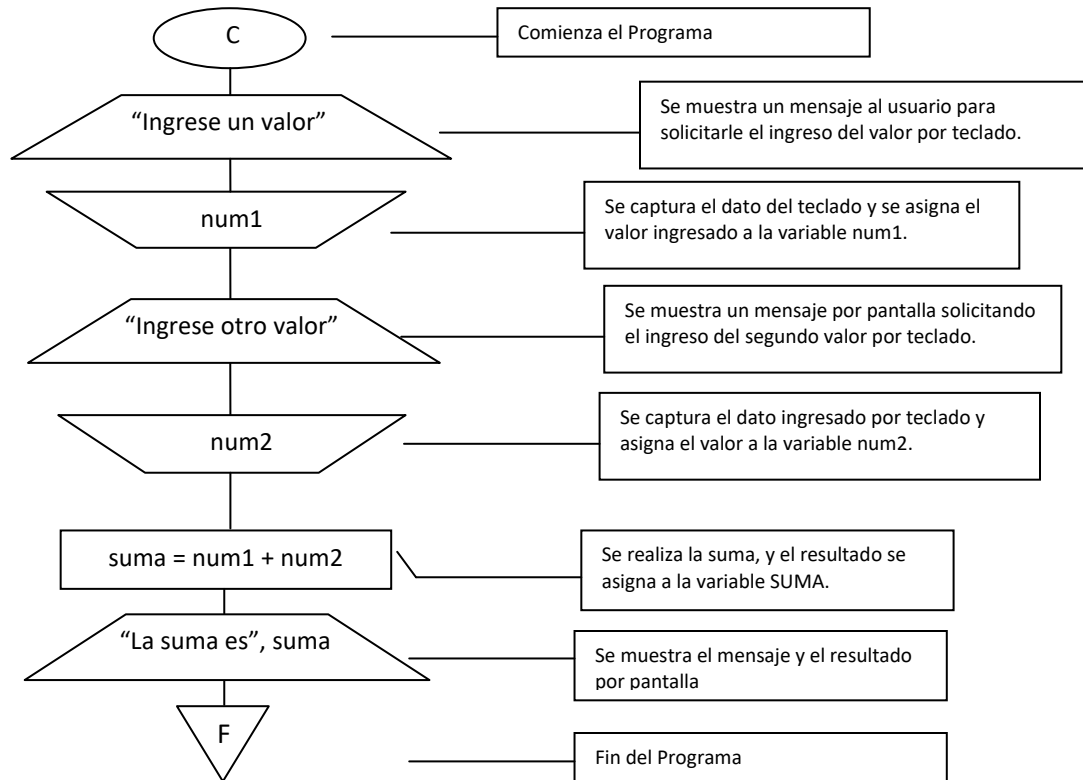 C
Comienza el Programa
“Ingrese un valor”
Se muestra un mensaje al usuario para
solicitarle el ingreso del valor por teclado.
num1
Se captura el dato del teclado y se asigna el
valor ingresado a la variable num1.
“Ingrese otro valor”
Se muestra un mensaje por pantalla solicitando
el ingreso del segundo valor por teclado.
num2
Se captura el dato ingresado por teclado y
asigna el valor a la variable num2.
suma = num1 + num2
Se realiza la suma, y el resultado se
asigna a la variable SUMA.
“La suma es”, suma
Se muestra el mensaje y el resultado
por pantalla
F
Fin del Programa